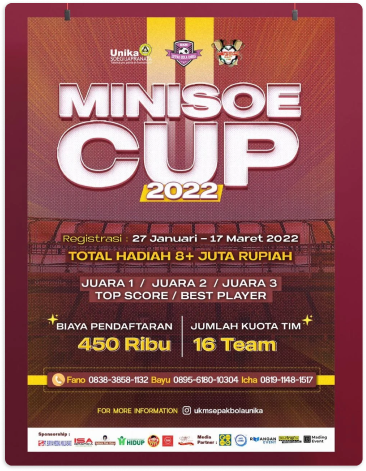 Unika
SOEGIJAPRANATA
MINISOE
CUP
2022
Registrasi : 27 Januari – 17 Maret 2022
TOTAL HADIAH 8+ JUTA RUPIAH
JUARA 1 / JUARA 2 / JUARA 3
TOP SCORE / BEST PLAYER
BIAYA PENDAFTARAN
450 Ribu
JUMLAH KUOTA TIM
16 Team
Fano 0838-3858-1132 Bayu 0895-6180-10304 Icha 0819-1148-1517
FOR MORE INFORMATION ukmsepakbolaunika
Sponsorship :
HIDUP
Media
Partner :
Mading
Event